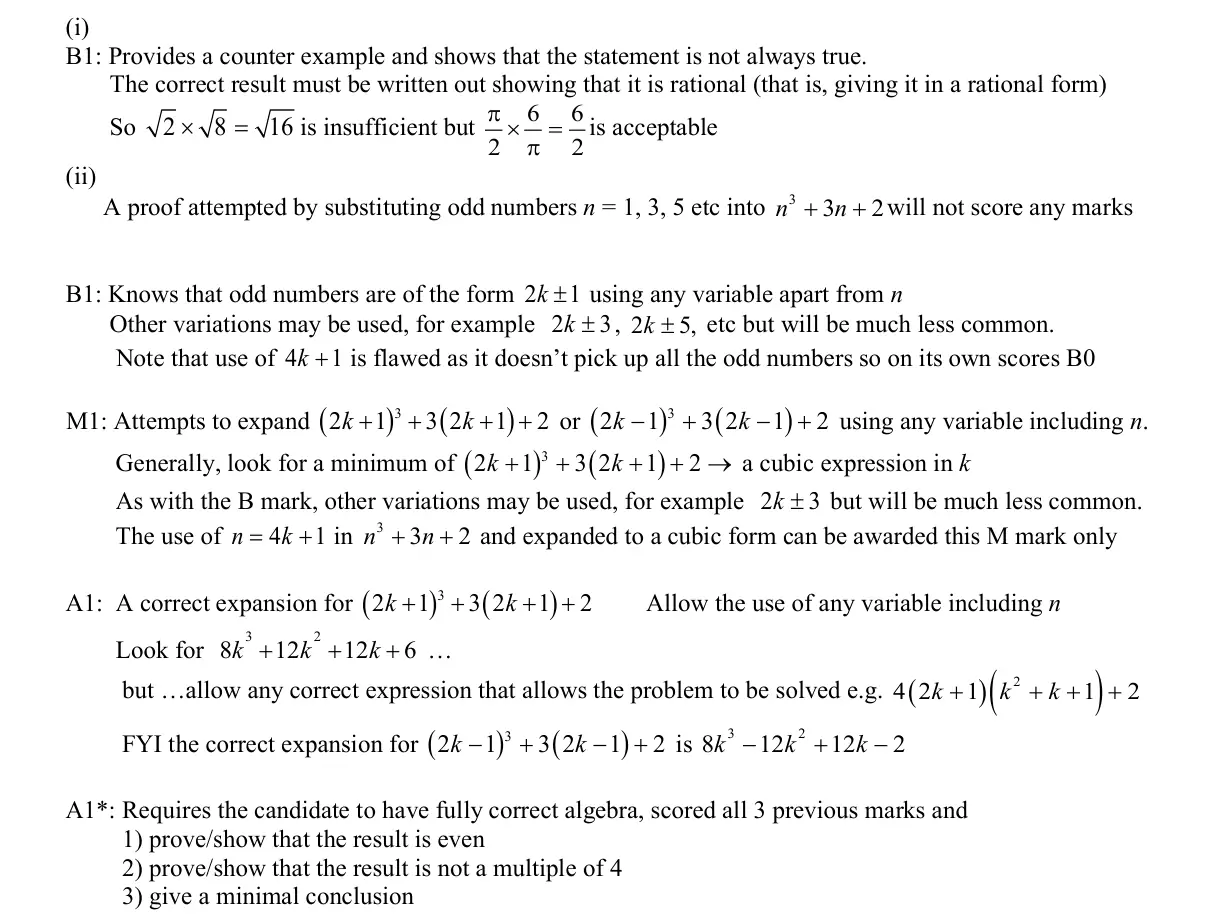 (i)
B1: Provides a counter example and shows that the statement is not always true.
The correct result must be written out showing that it is rational (that is, giving it in a rational form)
So √2 × √8 = √16 is insufficient but π/2 × 6/π = 6/2 is acceptable
(ii)
A proof attempted by substituting odd numbers n = 1, 3, 5 etc into n³ + 3n + 2 will not score any marks
B1: Knows that odd numbers are of the form 2k ± 1 using any variable apart from n
Other variations may be used, for example 2k ± 3, 2k ± 5, etc but will be much less common.
Note that use of 4k + 1 is flawed as it doesn't pick up all the odd numbers so on its own scores B0
M1: Attempts to expand (2k + 1)³ + 3(2k + 1) + 2 or (2k − 1)³ + 3(2k − 1) + 2 using any variable including n.
Generally, look for a minimum of (2k + 1)³ + 3(2k + 1) + 2 → a cubic expression in k
As with the B mark, other variations may be used, for example 2k ± 3 but will be much less common.
The use of n = 4k + 1 in n³ + 3n + 2 and expanded to a cubic form can be awarded this M mark only
A1: A correct expansion for (2k + 1)³ + 3(2k + 1) + 2 Allow the use of any variable including n
Look for 8k³ + 12k² + 12k + 6 …
but …allow any correct expression that allows the problem to be solved e.g. 4(2k + 1)(k² + k + 1) + 2
FYI the correct expansion for (2k − 1)³ + 3(2k − 1) + 2 is 8k³ − 12k² + 12k − 2
A1*: Requires the candidate to have fully correct algebra, scored all 3 previous marks and
1) prove/show that the result is even
2) prove/show that the result is not a multiple of 4
3) give a minimal conclusion